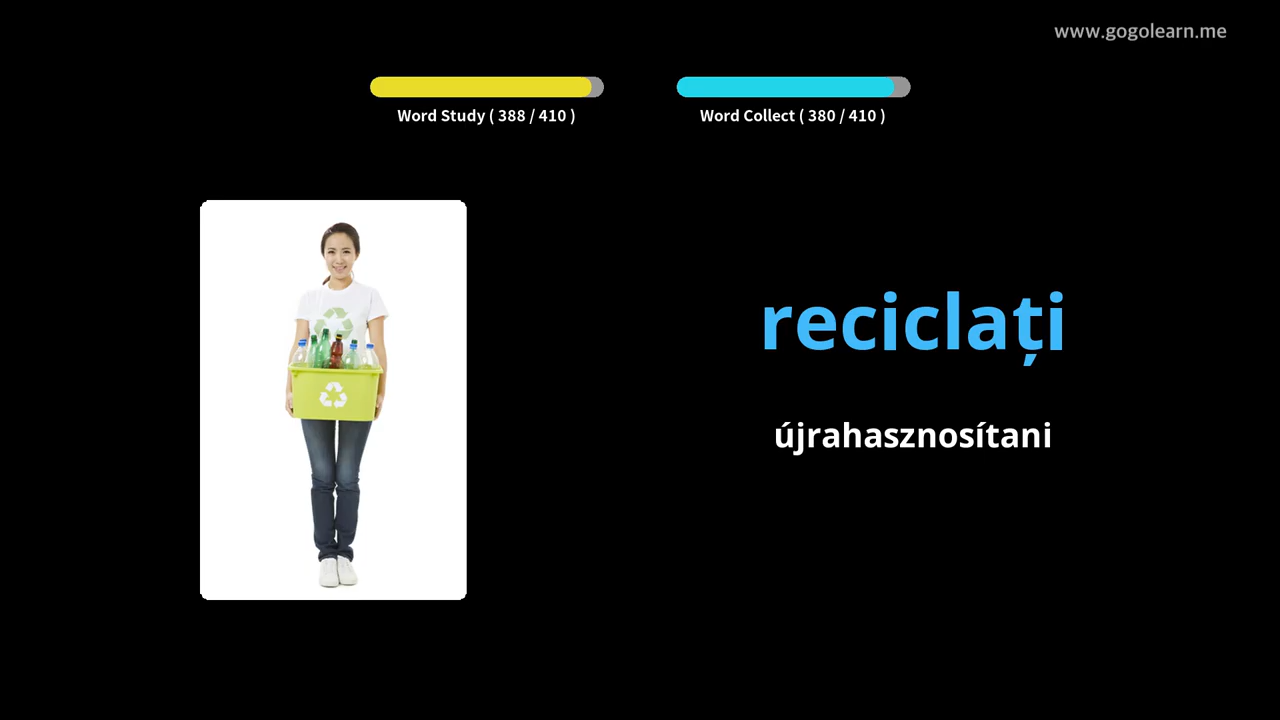 www.gogolearn.me
Word Study ( 388 / 410 )
Word Collect ( 380 / 410 )
reciclați
újrahasznosítani